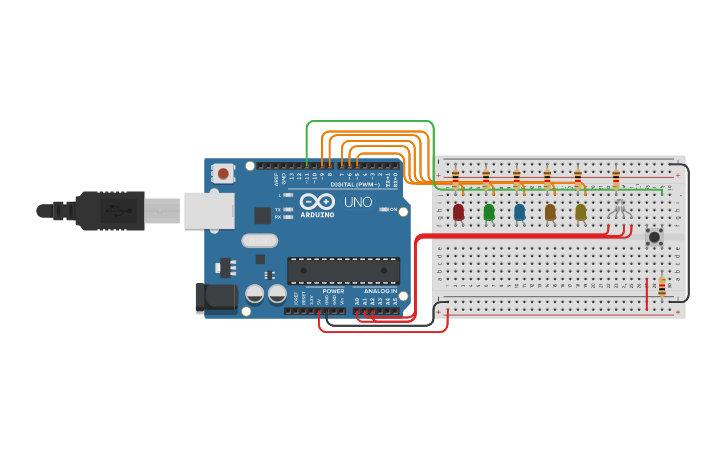 AREF
GND
13
12
~11
~10
~9
8
7
~6
~5
4
~3
2
TX→1
RX←0
DIGITAL (PWM~)
L
TX
RX
ARDUINO
UNO
ON
POWER
ANALOG IN
IOREF
RESET
3.3V
5V
GND
GND
Vin
A0
A1
A2
A3
A4
A5